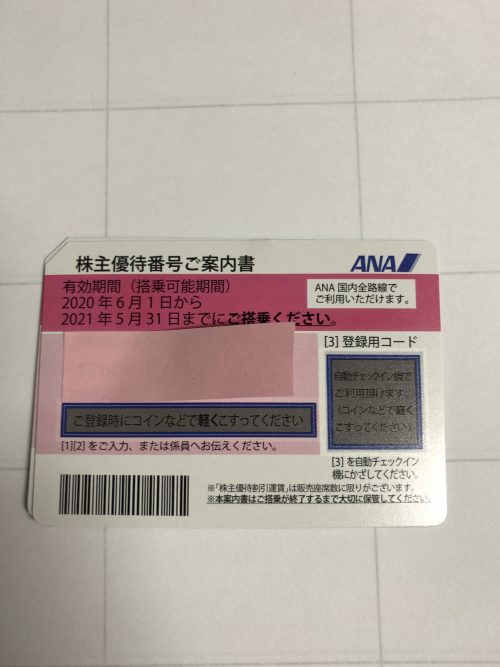 株主優待番号ご案内書
ANA
有効期間（搭乗可能期間）
2020年6月1日から
2021年5月31日までにご搭乗ください。
ANA 国内全路線で
ご利用いただけます。
[3] 登録用コード
自動チェックイン機で
ご利用頂けます。
（コインなどで軽く
こすってください）
ご登録時にコインなどで軽くこすってください
[1][2] をご入力、または係員へお伝えください。
[3] を自動チェックイン
機にかざしてください。
※「株主優待割引運賃」は販売座席数に限りがございます。
※本案内書はご搭乗が終了するまで大切に保管してください。